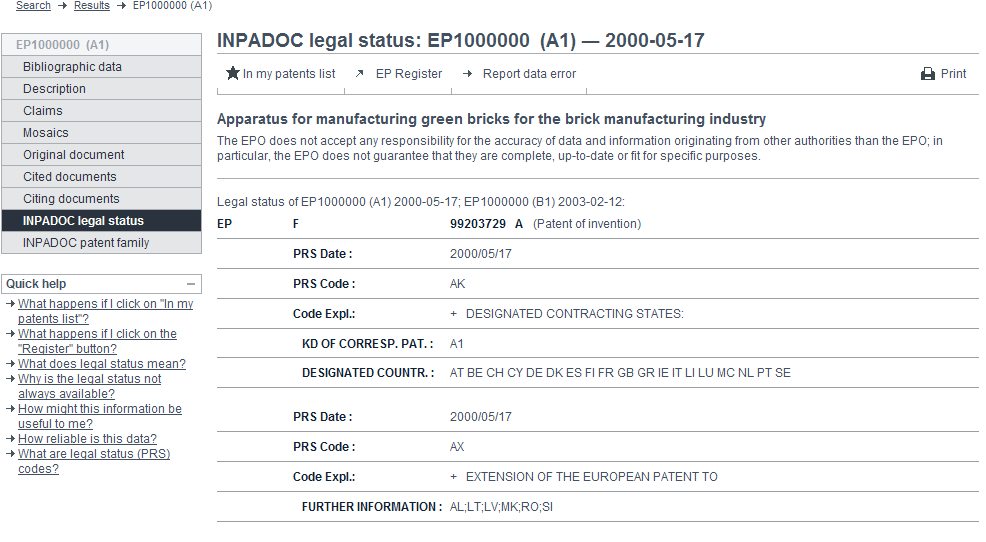 Search → Results → EP1000000 (A1)
EP1000000 (A1)
Bibliographic data
Description
Claims
Mosaics
Original document
Cited documents
Citing documents
INPADOC legal status
INPADOC patent family
Quick help
→ What happens if I click on "In my
patents list"?
→ What happens if I click on the
"Register" button?
→ What does legal status mean?
→ Why is the legal status not
always available?
→ How might this information be
useful to me?
→ How reliable is this data?
→ What are legal status (PRS)
codes?
INPADOC legal status: EP1000000 (A1) — 2000-05-17
In my patents list EP Register → Report data error Print
Apparatus for manufacturing green bricks for the brick manufacturing industry
The EPO does not accept any responsibility for the accuracy of data and information originating from other authorities than the EPO; in
particular, the EPO does not guarantee that they are complete, up-to-date or fit for specific purposes.
Legal status of EP1000000 (A1) 2000-05-17; EP1000000 (B1) 2003-02-12:
EP F 99203729 A (Patent of invention)
PRS Date : 2000/05/17
PRS Code : AK
Code Expl.: + DESIGNATED CONTRACTING STATES:
KD OF CORRESP. PAT. : A1
DESIGNATED COUNTR. : AT BE CH CY DE DK ES FI FR GB GR IE IT LI LU MC NL PT SE
PRS Date : 2000/05/17
PRS Code : AX
Code Expl.: + EXTENSION OF THE EUROPEAN PATENT TO
FURTHER INFORMATION : AL;LT;LV;MK;RO;SI